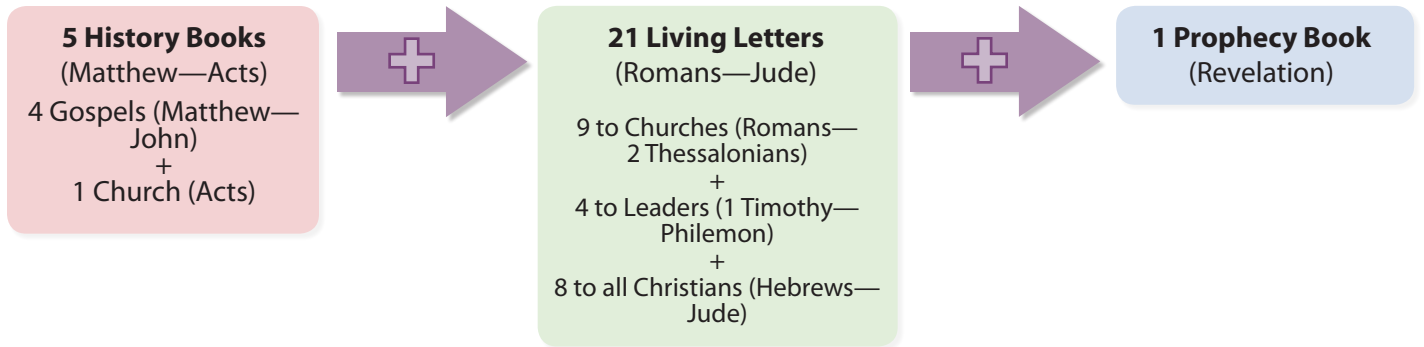 5 History Books
(Matthew—Acts)
4 Gospels (Matthew—
John)
+
1 Church (Acts)
21 Living Letters
(Romans—Jude)
9 to Churches (Romans—
2 Thessalonians)
+
4 to Leaders (1 Timothy—
Philemon)
+
8 to all Christians (Hebrews—
Jude)
1 Prophecy Book
(Revelation)